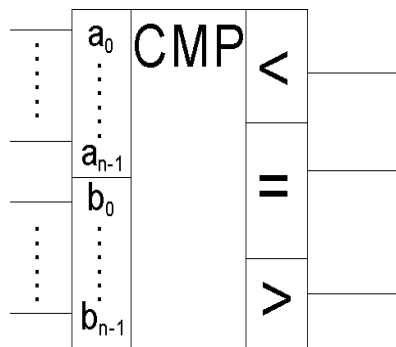 a₀ CMP <
aₙ₋₁
b₀ =
bₙ₋₁ >